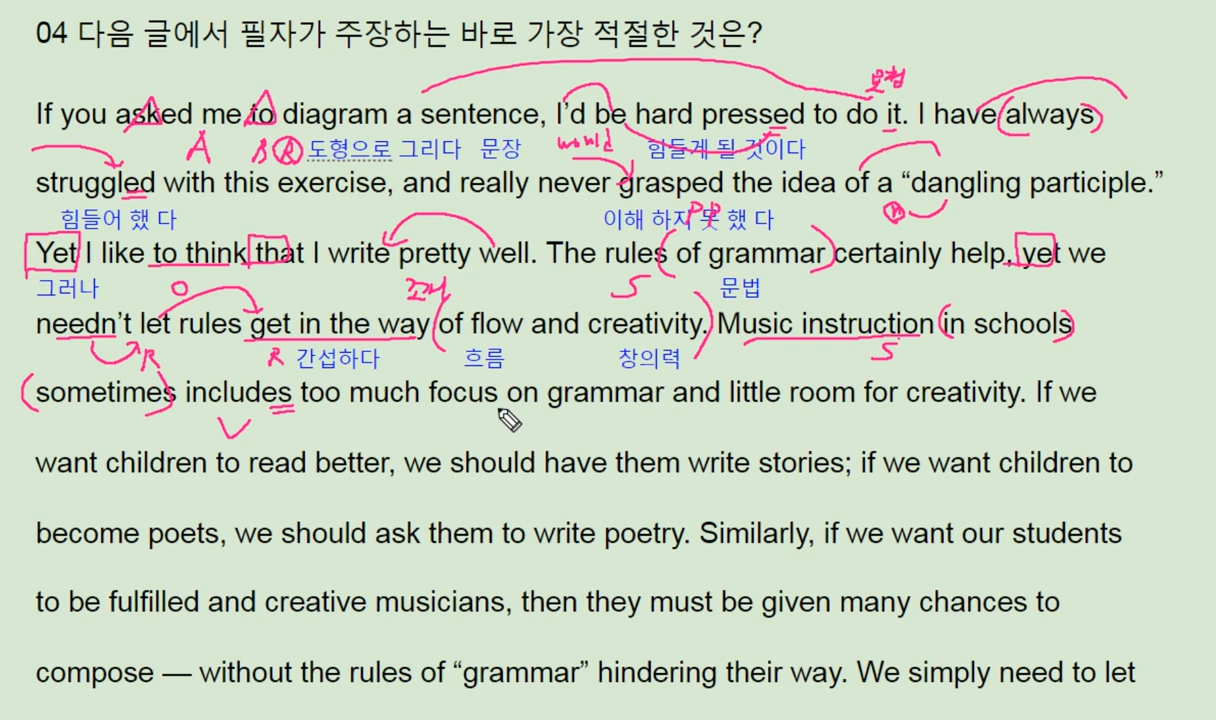 04 다음 글에서 필자가 주장하는 바로 가장 적절한 것은?
문법
If you asked me to diagram a sentence, I'd be hard pressed to do it. I have always
A B R 도형으로 그리다 문장 would 힘들게 될 것이다
struggled with this exercise, and really never grasped the idea of a “dangling participle.”
힘들어 했 다 이해 하지 못 했 다 PP n
Yet I like to think that I write pretty well. The rules of grammar certainly help, yet we
그러나 O S 문법
needn't let rules get in the way of flow and creativity. Music instruction in schools
R R 간섭하다 흐름 창의력 S
sometimes includes too much focus on grammar and little room for creativity. If we
V
want children to read better, we should have them write stories; if we want children to
become poets, we should ask them to write poetry. Similarly, if we want our students
to be fulfilled and creative musicians, then they must be given many chances to
compose — without the rules of “grammar” hindering their way. We simply need to let